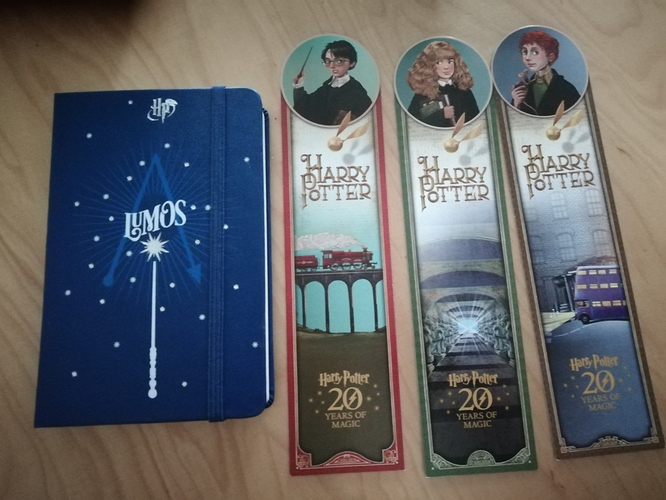 HP
LUMOS
HARRY
POTTER
Harry Potter
20
YEARS OF
MAGIC
HARRY
POTTER
Harry Potter
20
YEARS OF
MAGIC
HARRY
POTTER
Harry Potter
20
YEARS OF
MAGIC